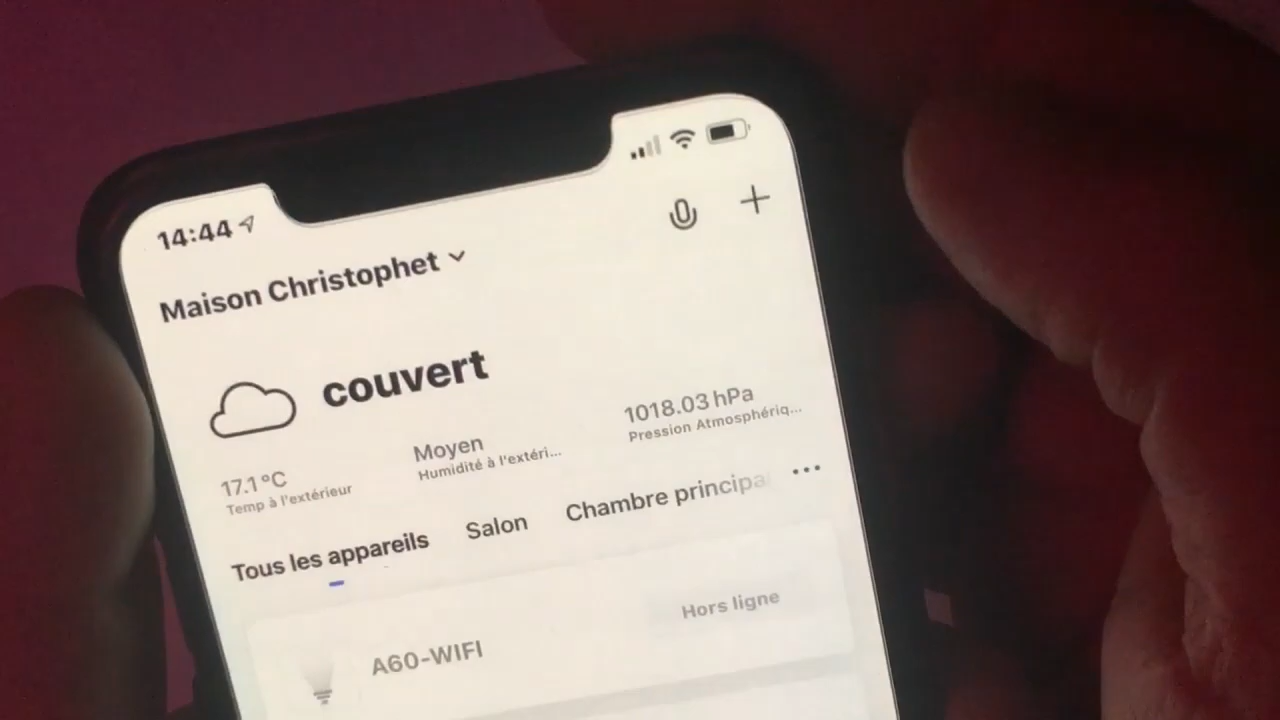 14:44
Maison Christophet
couvert
17.1°C
Temp à l'extérieur
Moyen
Humidité à l'extéri...
1018.03 hPa
Pression Atmosphériq...
Tous les appareils
Salon
Chambre principa
A60-WIFI
Hors ligne